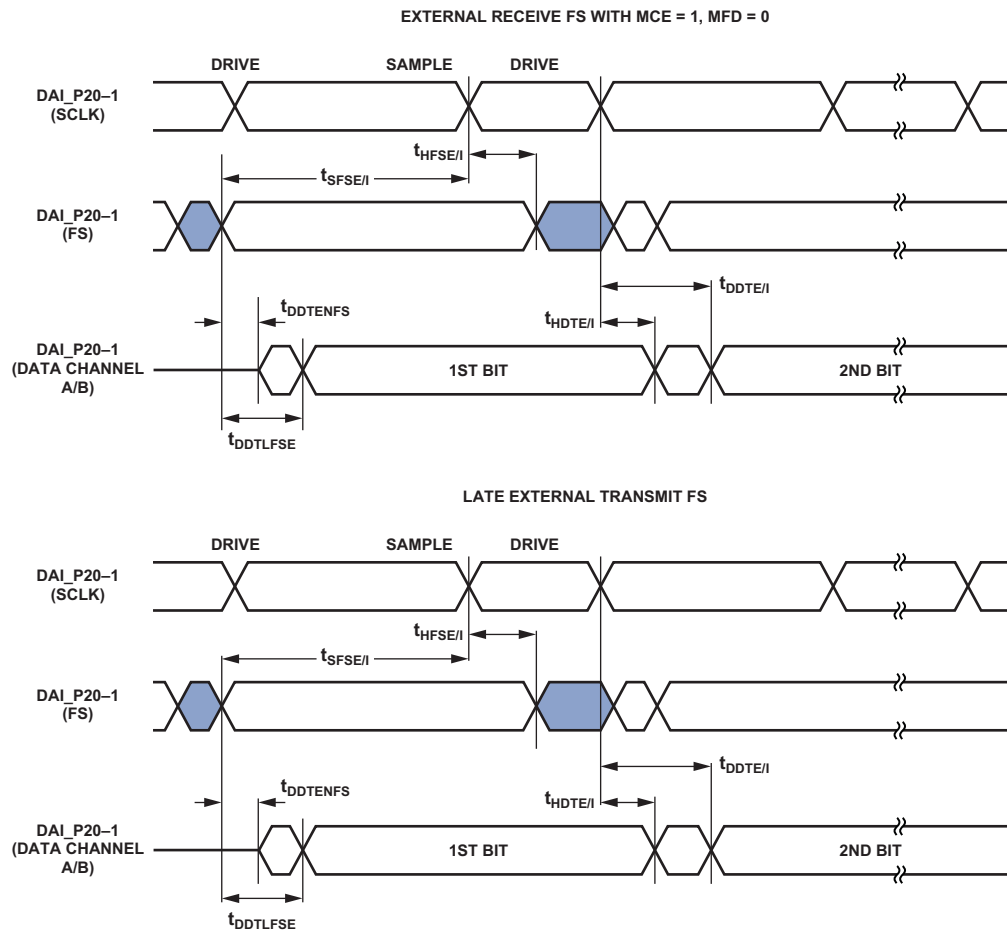 EXTERNAL RECEIVE FS WITH MCE = 1, MFD = 0
DRIVE SAMPLE DRIVE
DAI_P20–1
(SCLK)
tHFSE/I
tSFSE/I
DAI_P20–1
(FS)
tDDTE/I
tDDTENFS
tHDTE/I
DAI_P20–1
(DATA CHANNEL
A/B)
1ST BIT 2ND BIT
tDDTLFSE
LATE EXTERNAL TRANSMIT FS
DRIVE SAMPLE DRIVE
DAI_P20–1
(SCLK)
tHFSE/I
tSFSE/I
DAI_P20–1
(FS)
tDDTE/I
tDDTENFS
tHDTE/I
DAI_P20–1
(DATA CHANNEL
A/B)
1ST BIT 2ND BIT
tDDTLFSE